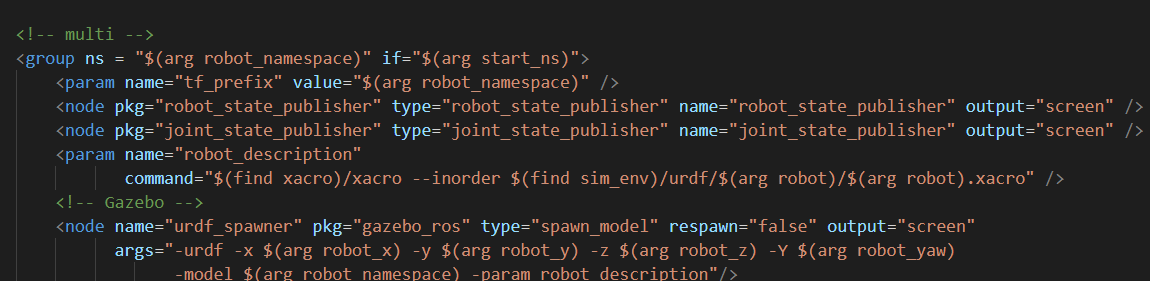 <!-- multi -->
<group ns = "$(arg robot_namespace)" if="$(arg start_ns)">
<param name="tf_prefix" value="$(arg robot_namespace)" />
<node pkg="robot_state_publisher" type="robot_state_publisher" name="robot_state_publisher" output="screen" />
<node pkg="joint_state_publisher" type="joint_state_publisher" name="joint_state_publisher" output="screen" />
<param name="robot_description"
command="$(find xacro)/xacro --inorder $(find sim_env)/urdf/$(arg robot)/$(arg robot).xacro" />
<!-- Gazebo -->
<node name="urdf_spawner" pkg="gazebo_ros" type="spawn_model" respawn="false" output="screen"
args="-urdf -x $(arg robot_x) -y $(arg robot_y) -z $(arg robot_z) -Y $(arg robot_yaw)
-model $(arg robot_namespace) -param robot_description"/>